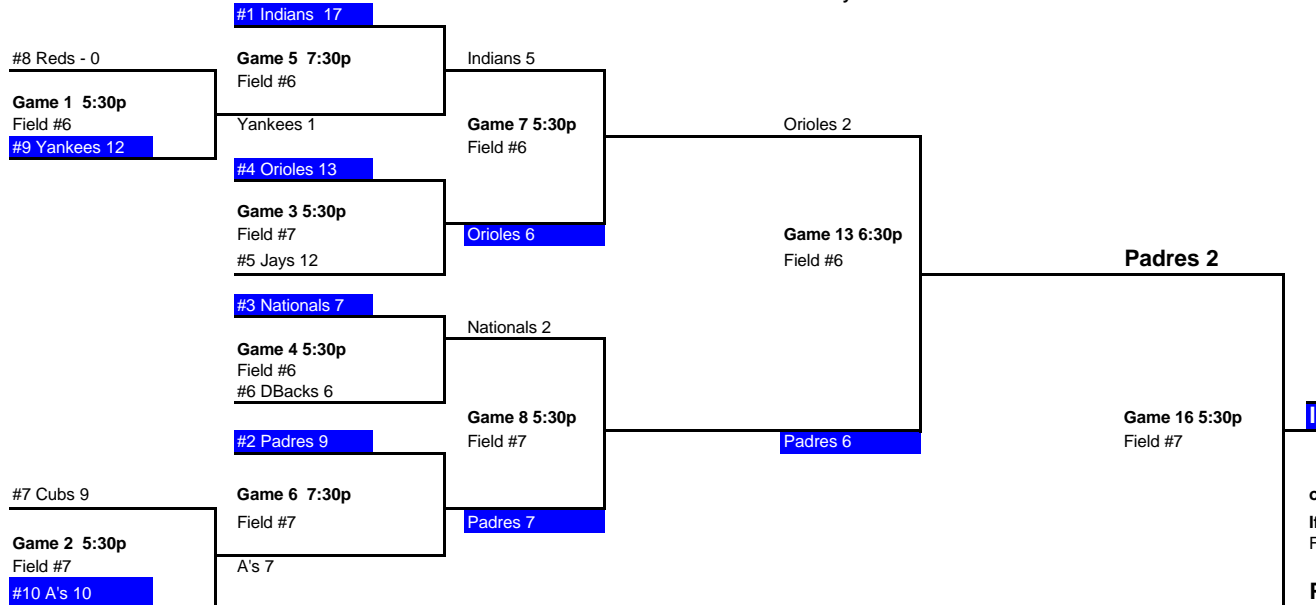 #1 Indians 17
#8 Reds - 0
Game 5 7:30p
Indians 5
Field #6
Game 1 5:30p
Field #6
Yankees 1
Game 7 5:30p
Orioles 2
#9 Yankees 12
Field #6
#4 Orioles 13
Game 3 5:30p
Field #7
Orioles 6
Game 13 6:30p
#5 Jays 12
Field #6
Padres 2
#3 Nationals 7
Nationals 2
Game 4 5:30p
Field #6
#6 DBacks 6
Game 8 5:30p
Game 16 5:30p
#2 Padres 9
Field #7
Padres 6
Field #7
#7 Cubs 9
Game 6 7:30p
Field #7
Padres 7
Game 2 5:30p
Field #7
A's 7
#10 A's 10